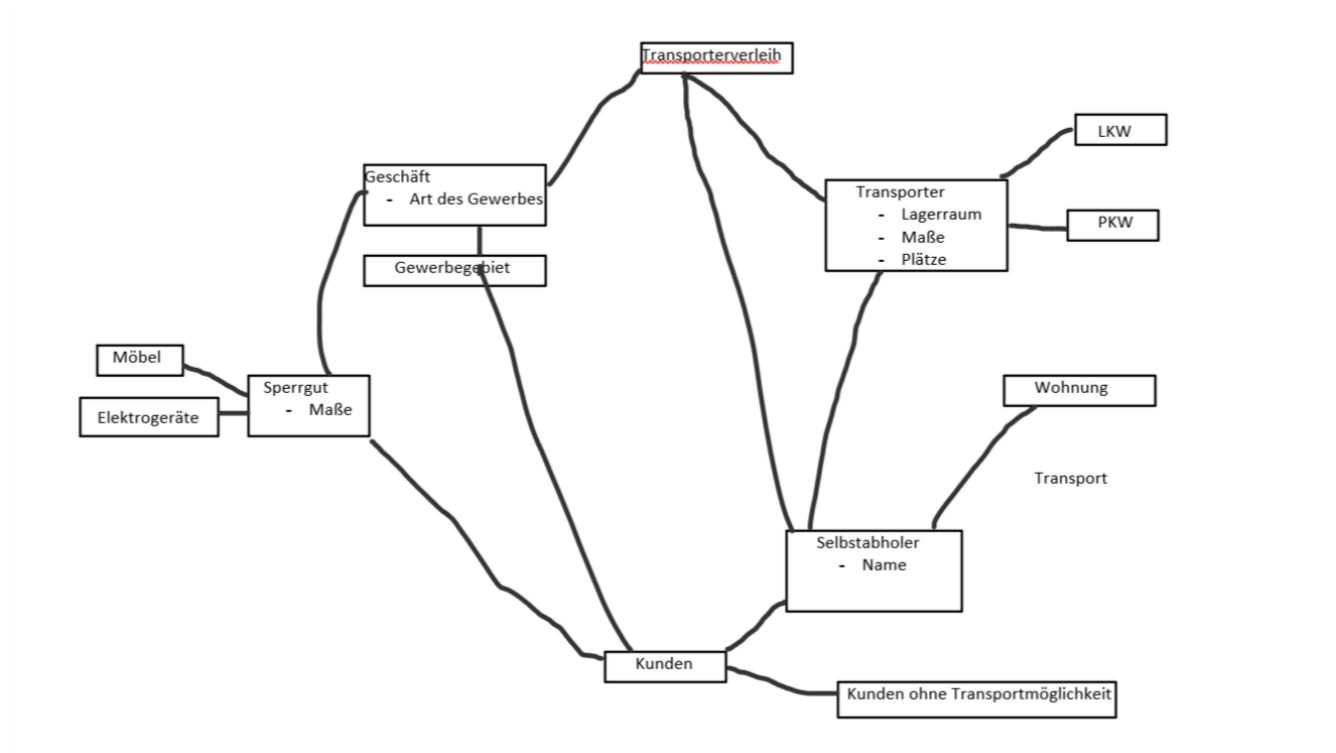 Transporterverleih
LKW
Geschäft
- Art des Gewerbes
Transporter
- Lagerraum
- Maße
- Plätze
PKW
Gewerbegebiet
Möbel
Sperrgut
- Maße
Elektrogeräte
Wohnung
Transport
Selbstabholer
- Name
Kunden
Kunden ohne Transportmöglichkeit